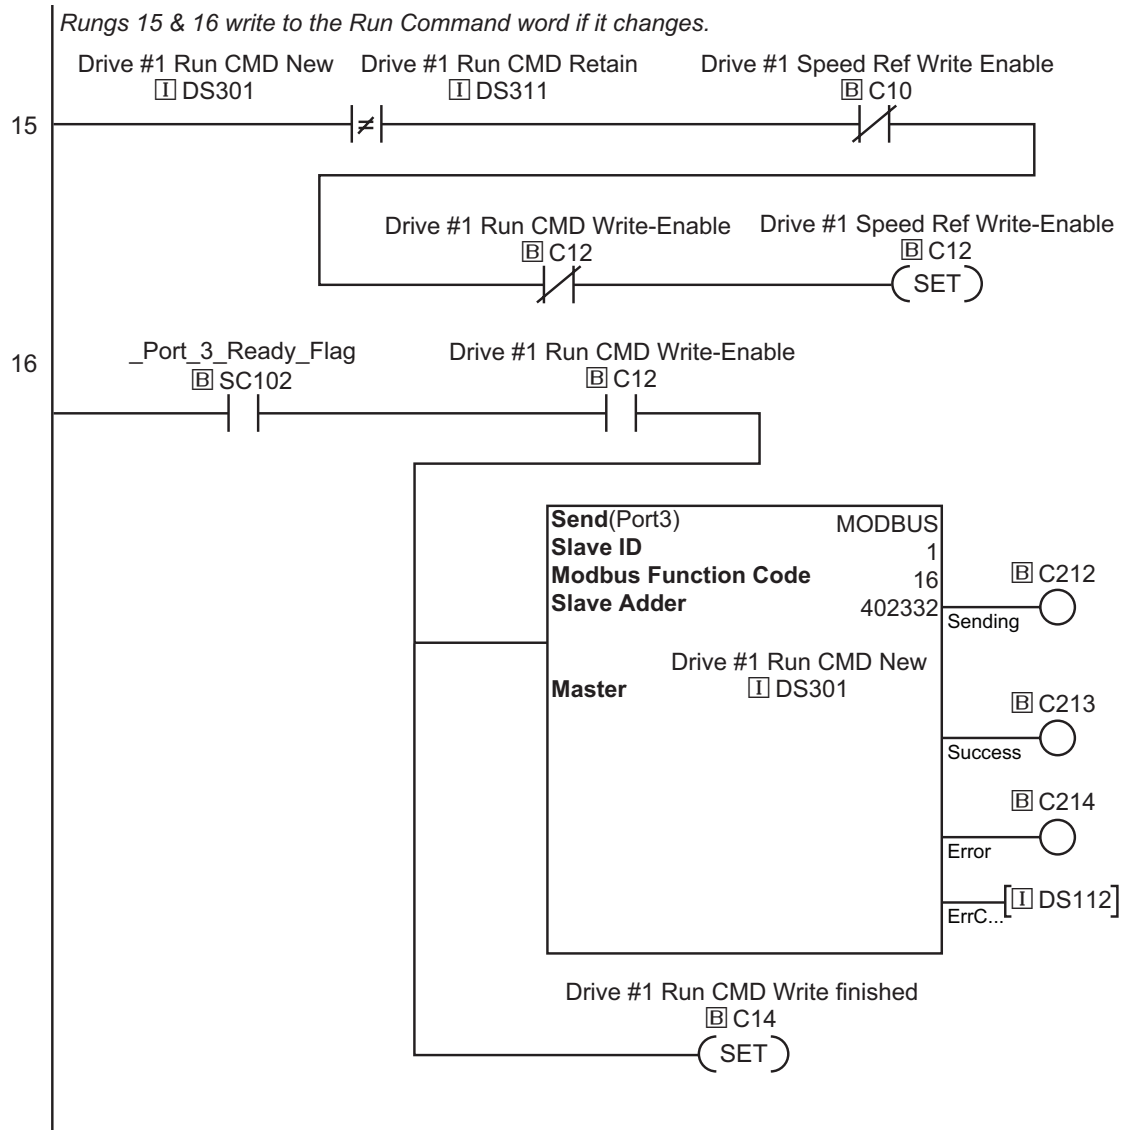 Rungs 15 & 16 write to the Run Command word if it changes.
Drive #1 Run CMD New Drive #1 Run CMD Retain Drive #1 Speed Ref Write Enable
I DS301 I DS311 B C10
15
≠
Drive #1 Run CMD Write-Enable Drive #1 Speed Ref Write-Enable
B C12 B C12
SET
16
_Port_3_Ready_Flag Drive #1 Run CMD Write-Enable
B SC102 B C12
Send(Port3) MODBUS
Slave ID 1
Modbus Function Code 16
Slave Adder 402332
B C212
Sending
Drive #1 Run CMD New
Master I DS301
B C213
Success
B C214
Error
ErrC... [I DS112]
Drive #1 Run CMD Write finished
B C14
SET